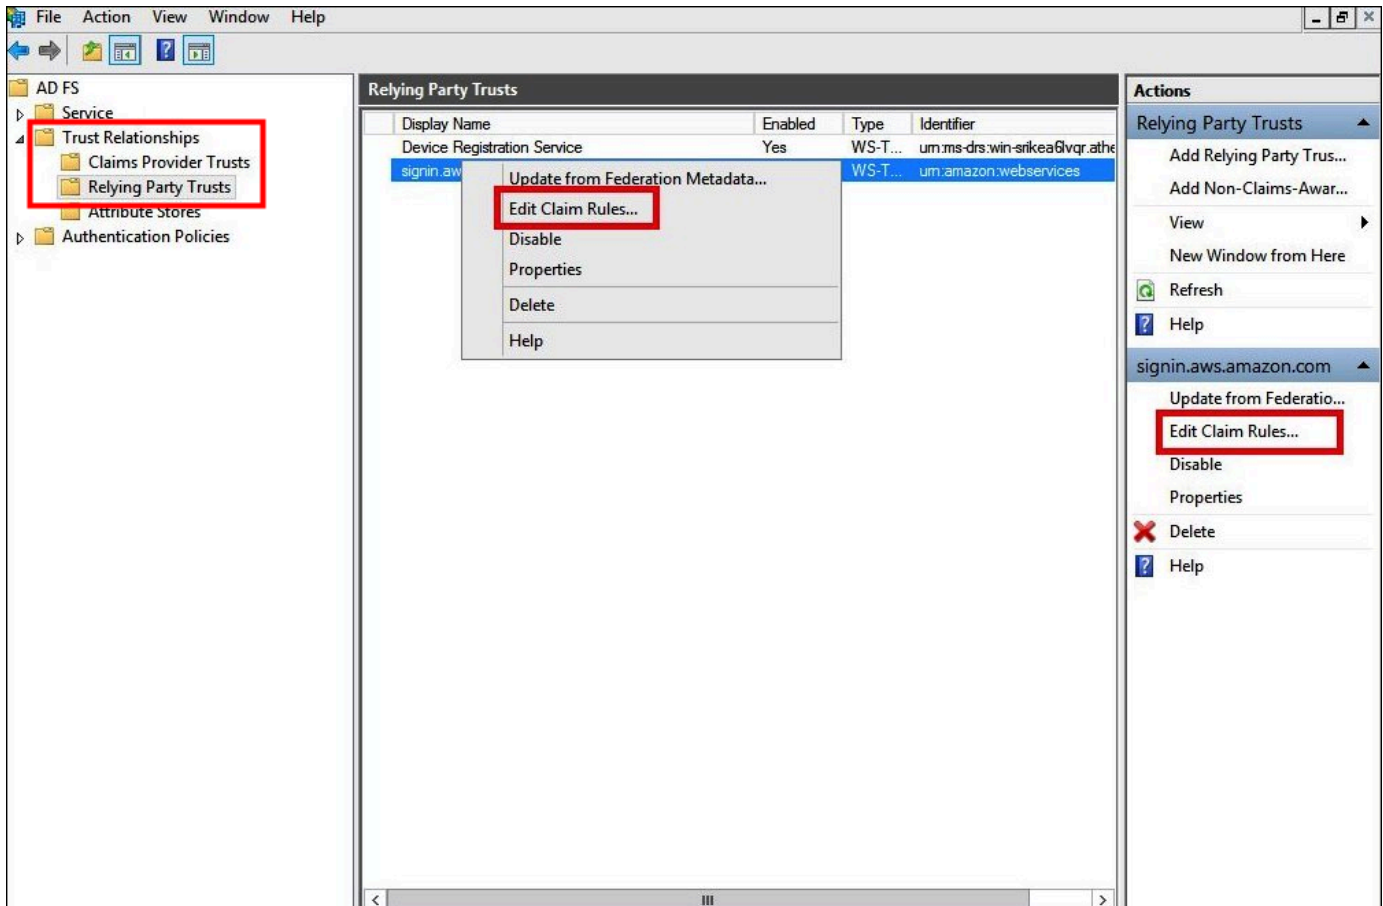 File Action View Window Help
AD FS
Service
Trust Relationships
Claims Provider Trusts
Relying Party Trusts
Attribute Stores
Authentication Policies
Relying Party Trusts
Display Name Enabled Type Identifier
Device Registration Service Yes WS-T... urn:ms-drs:win-srikea6lvqr.athe
signin.aw WS-T... urn:amazon:webservices
Update from Federation Metadata...
Edit Claim Rules...
Disable
Properties
Delete
Help
Actions
Relying Party Trusts
Add Relying Party Trus...
Add Non-Claims-Awar...
View
New Window from Here
Refresh
Help
signin.aws.amazon.com
Update from Federatio...
Edit Claim Rules...
Disable
Properties
Delete
Help